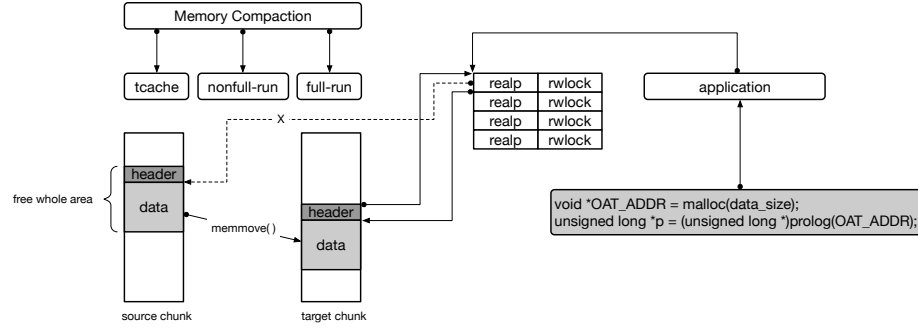 Memory Compaction
tcache
nonfull-run
full-run
application
realp rwlock
realp rwlock
realp rwlock
realp rwlock
X
header
free whole area
data
memmove( )
header
data
void *OAT_ADDR = malloc(data_size);
unsigned long *p = (unsigned long *)prolog(OAT_ADDR);
source chunk
target chunk